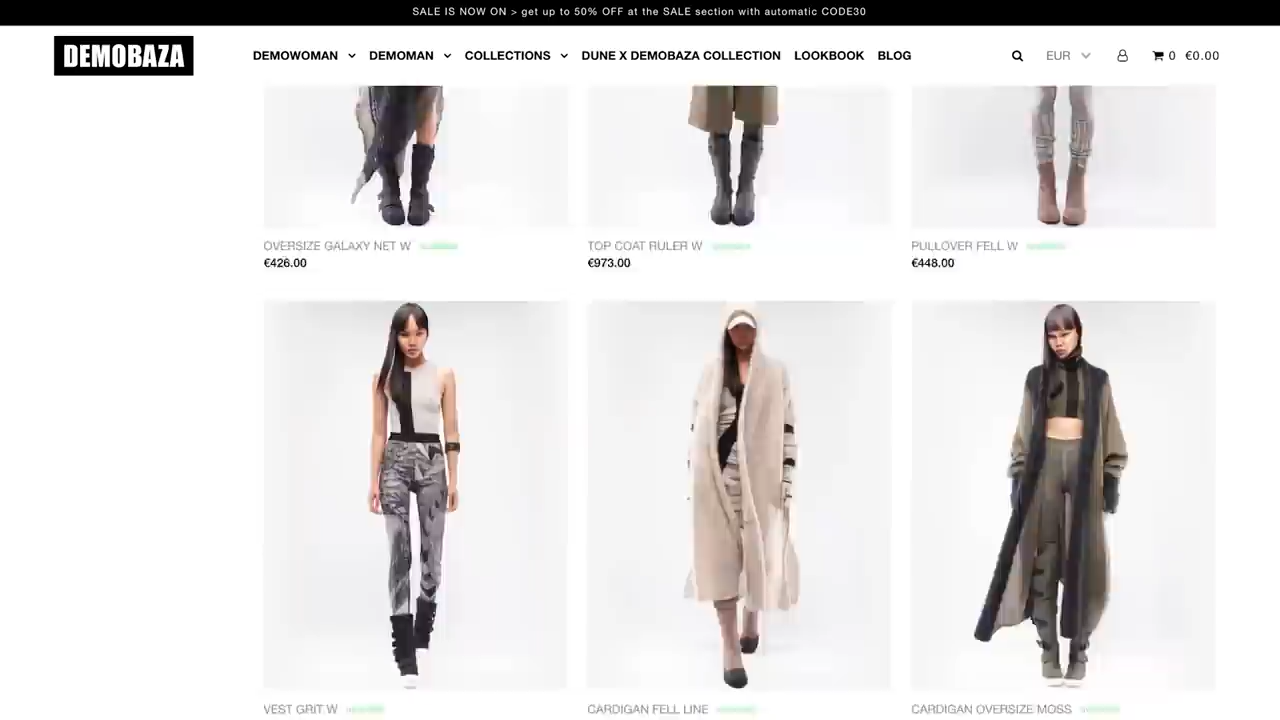 SALE IS NOW ON > get up to 50% OFF at the SALE section with automatic CODE30
DEMOBAZA
DEMOWOMAN DEMOMAN COLLECTIONS DUNE X DEMOBAZA COLLECTION LOOKBOOK BLOG EUR 0 €0.00
OVERSIZE GALAXY NET W
€426.00
TOP COAT RULER W
€973.00
PULLOVER FELL W
€448.00
VEST GRIT W
CARDIGAN FELL LINE
CARDIGAN OVERSIZE MOSS